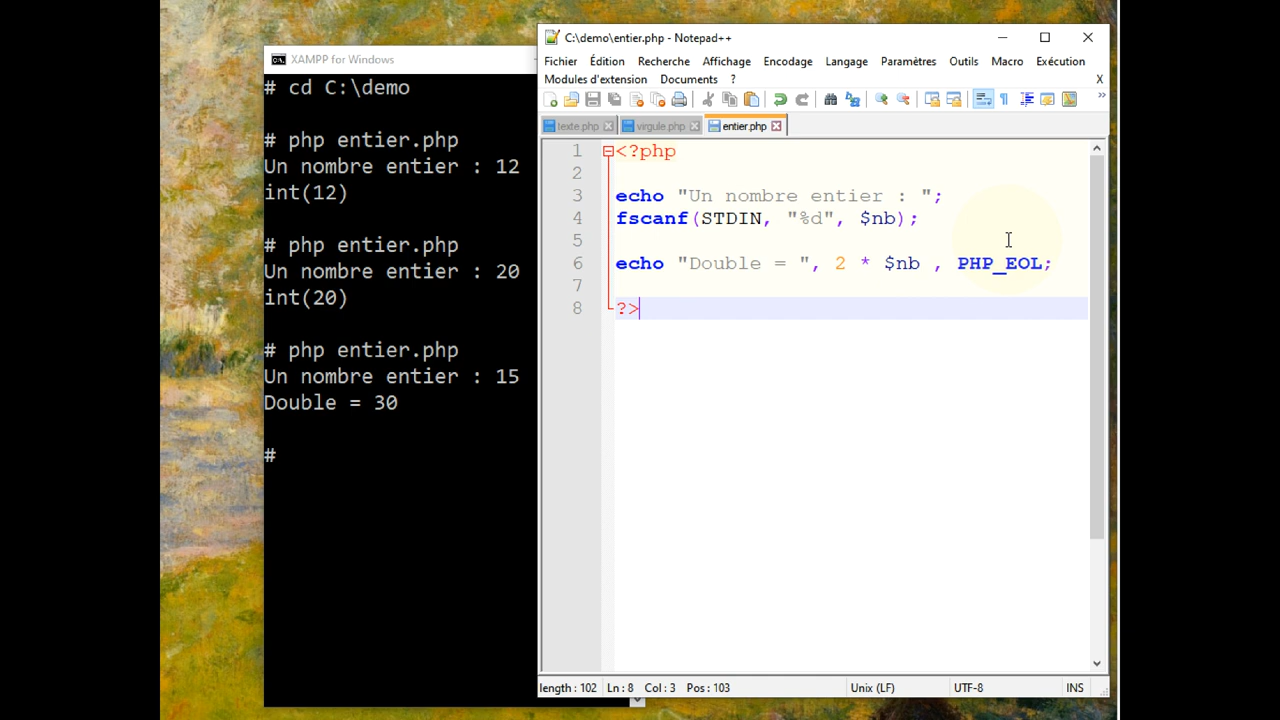 XAMPP for Windows
# cd C:\demo
# php entier.php
Un nombre entier : 12
int(12)
# php entier.php
Un nombre entier : 20
int(20)
# php entier.php
Un nombre entier : 15
Double = 30
#
C:\demo\entier.php - Notepad++
Fichier Édition Recherche Affichage Encodage Langage Paramètres Outils Macro Exécution
Modules d'extension Documents ? X
texte.php virgule.php entier.php
1 <?php
2
3 echo "Un nombre entier : ";
4 fscanf(STDIN, "%d", $nb);
5
6 echo "Double = ", 2 * $nb , PHP_EOL;
7
8 ?>
length : 102 Ln : 8 Col : 3 Pos : 103 Unix (LF) UTF-8 INS